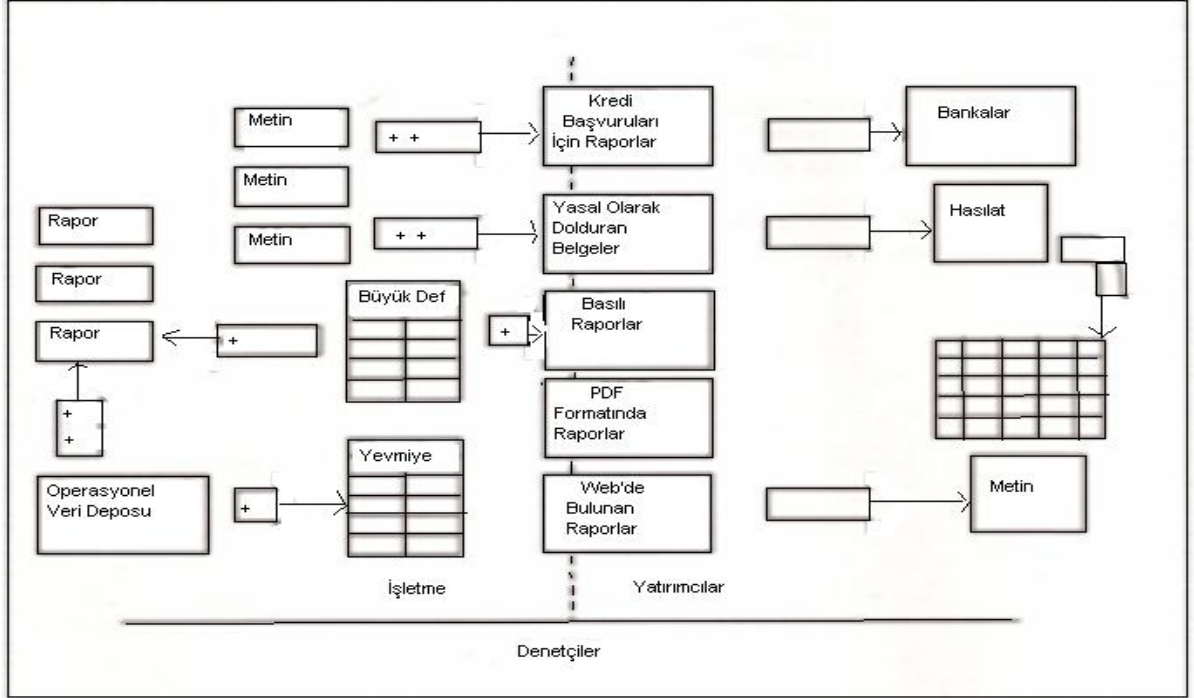 Kredi
Başvuruları
İçin Raporlar
Bankalar
Metin
+ +
Metin
Yasal Olarak
Dolduran
Belgeler
Hasılat
Rapor
Metin
+ +
Rapor
Büyük Def
Basılı
Raporlar
+
Rapor
+
PDF
Formatında
Raporlar
+
+
Yevmiye
Operasyonel
Veri Deposu
+
Web'de
Bulunan
Raporlar
Metin
İşletme
Yatırımcılar
Denetçiler